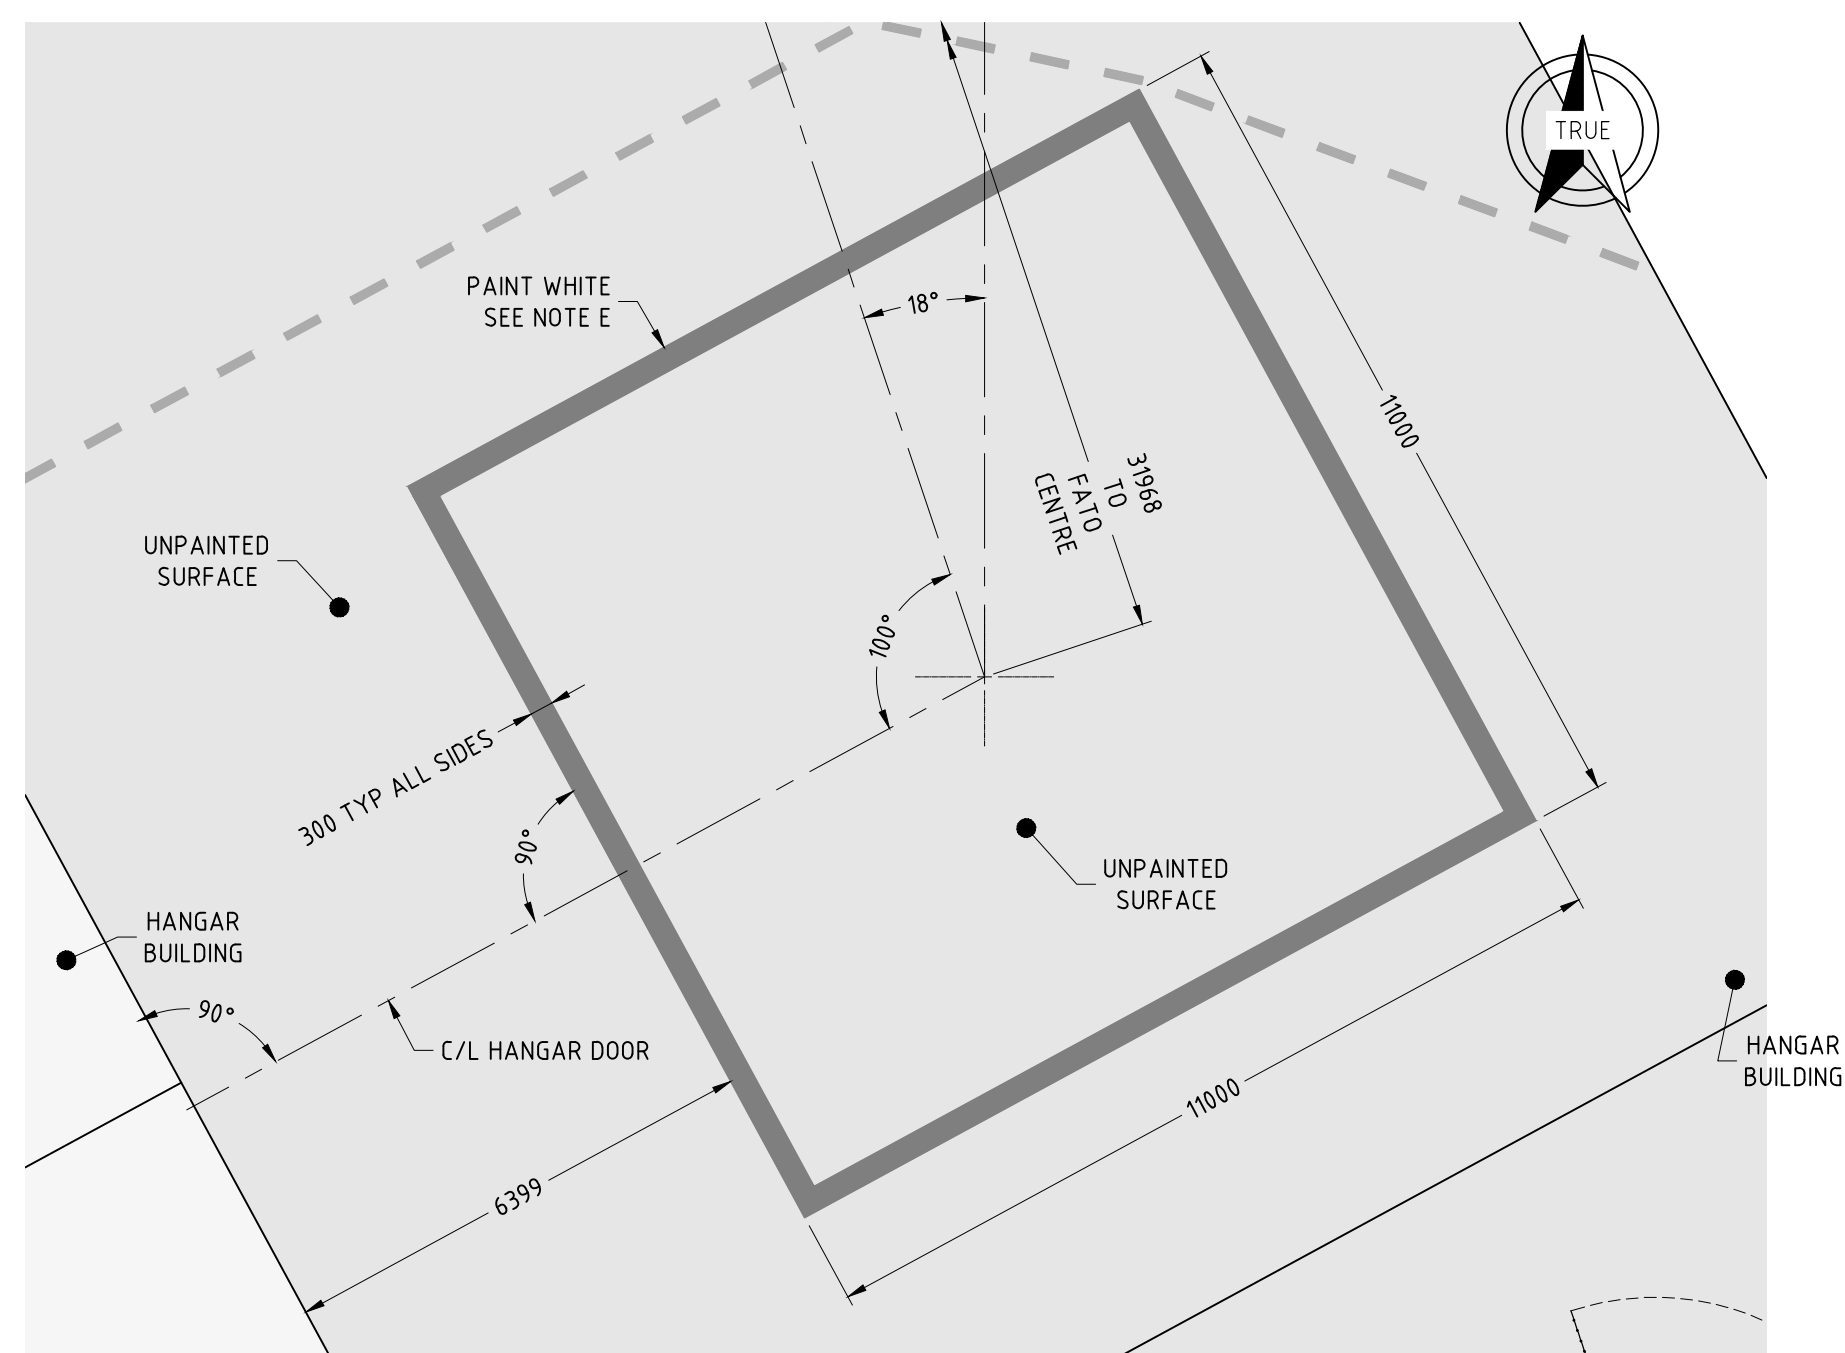 TRUE
PAINT WHITE
SEE NOTE E
18°
11000
31968
TO
FATO
CENTRE
UNPAINTED
SURFACE
100°
300 TYP ALL SIDES
90°
UNPAINTED
SURFACE
HANGAR
BUILDING
90°
C/L HANGAR DOOR
HANGAR
BUILDING
11000
6399